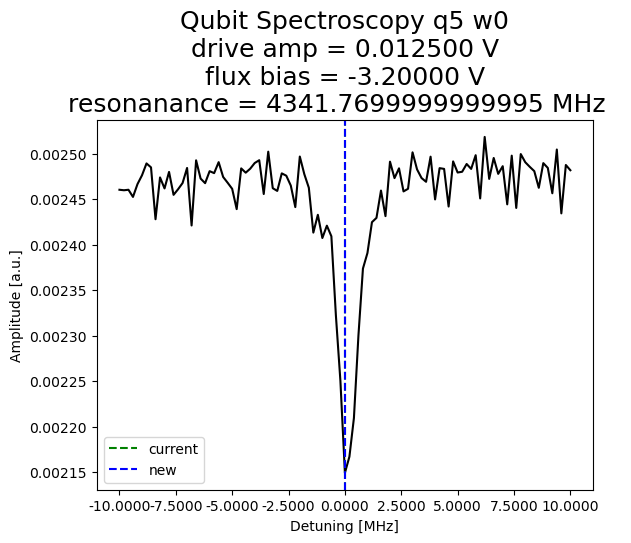 Qubit Spectroscopy q5 w0
drive amp = 0.012500 V
flux bias = -3.20000 V
resonanance = 4341.7699999999995 MHz
0.00250
0.00245
0.00240
0.00235
0.00230
0.00225
0.00220
0.00215
Amplitude [a.u.]
current
new
-10.0000 -7.5000 -5.0000 -2.5000 0.0000 2.5000 5.0000 7.5000 10.0000
Detuning [MHz]